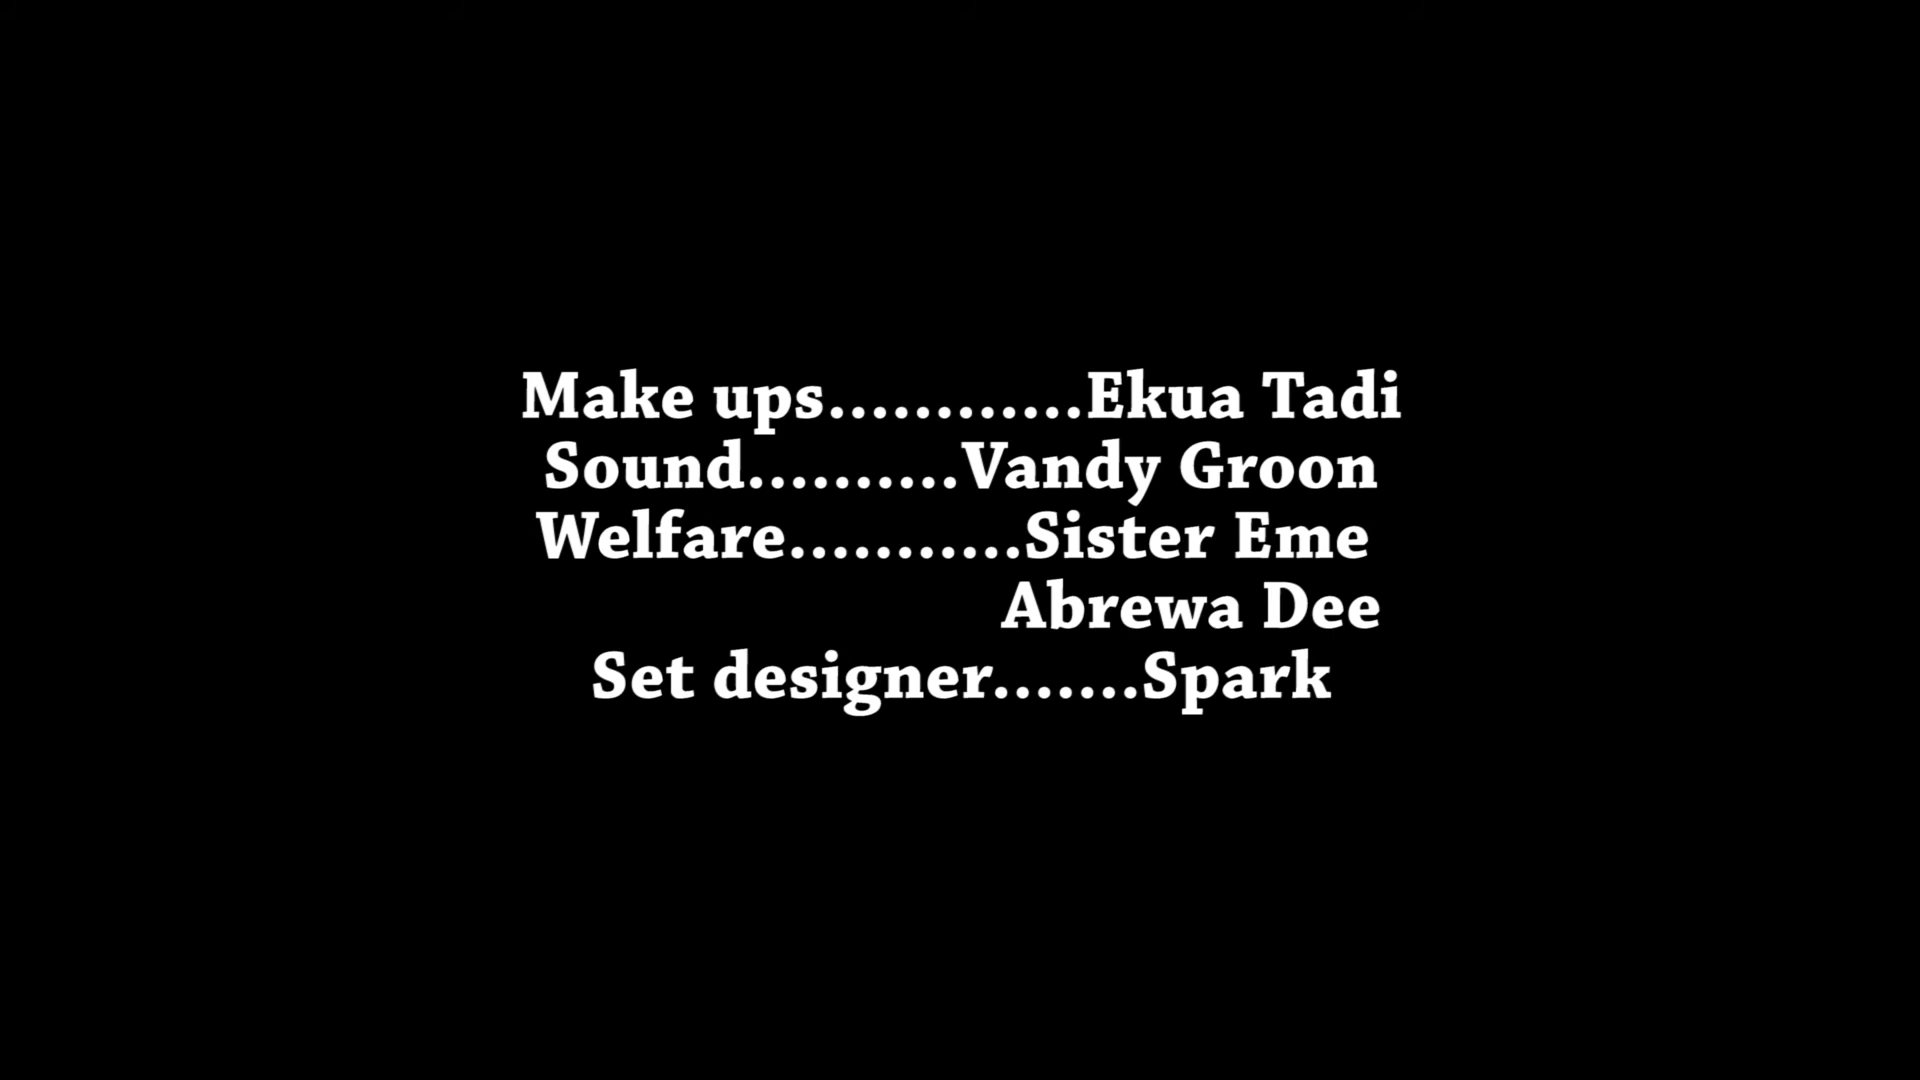 Make ups............Ekua Tadi
Sound..........Vandy Groon
Welfare...........Sister Eme
Abrewa Dee
Set designer.......Spark